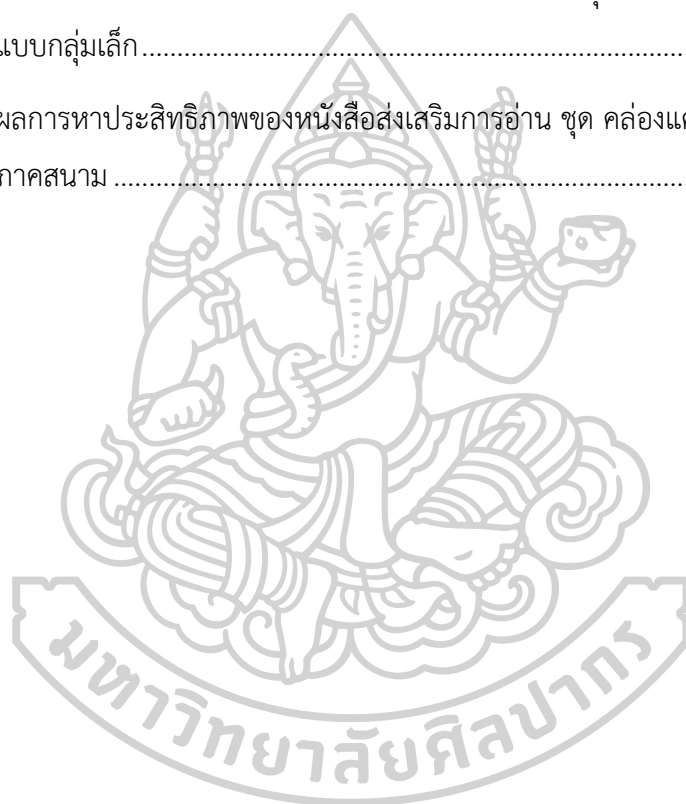 แบบกลุ่มเล็ก......................................................................................
ผลการหาประสิทธิภาพของหนังสือส่งเสริมการอ่าน ชุด คล่องแ
ภาคสนาม..........................................................................................
มหาวิทยาลัยศิลปากร